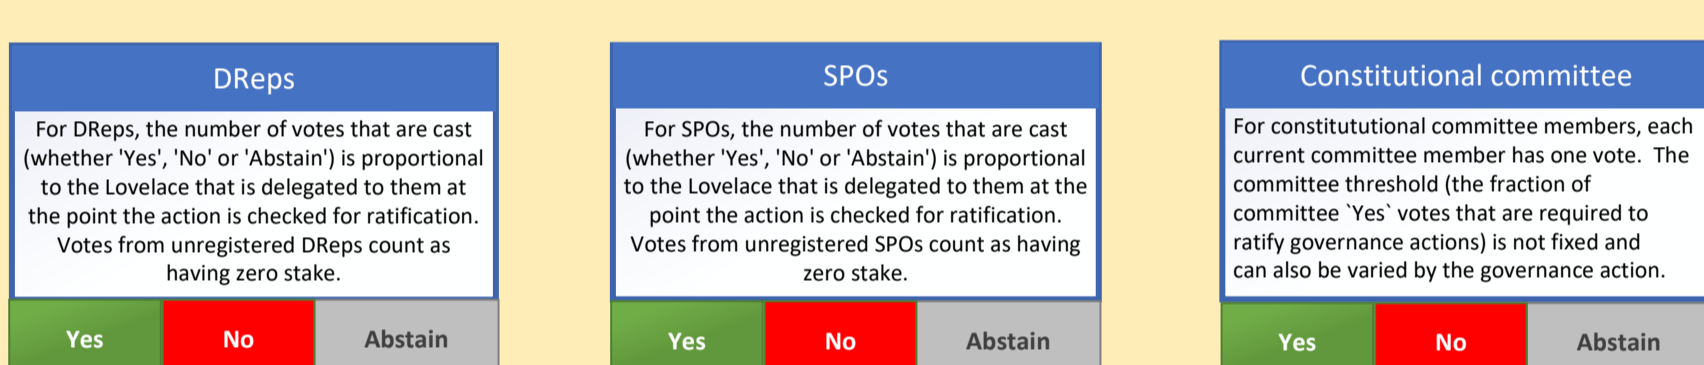 DReps
For DReps, the number of votes that are cast
(whether 'Yes', 'No' or 'Abstain') is proportional
to the Lovelace that is delegated to them at
the point the action is checked for ratification.
Votes from unregistered DReps count as
having zero stake.
Yes No Abstain
SPOs
For SPOs, the number of votes that are cast
(whether 'Yes', 'No' or 'Abstain') is proportional
to the Lovelace that is delegated to them at the
point the action is checked for ratification.
Votes from unregistered SPOs count as having
zero stake.
Yes No Abstain
Constitutional committee
For constitututional committee members, each
current committee member has one vote.  The
committee threshold (the fraction of
committee `Yes` votes that are required to
ratify governance actions) is not fixed and
can also be varied by the governance action.
Yes No Abstain